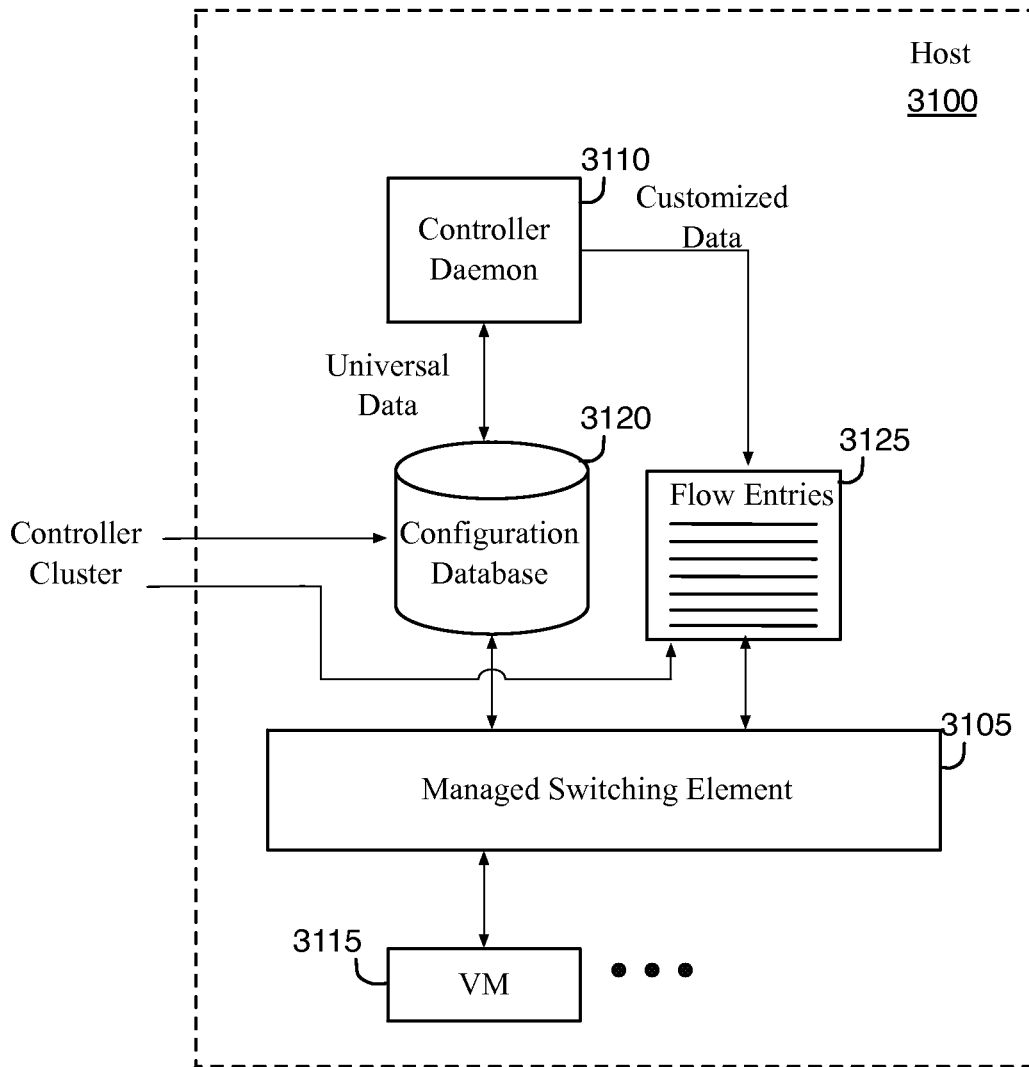 Host
3100
3110
Controller
Daemon
Customized
Data
Universal
Data
3120
3125
Flow Entries
Controller
Cluster
Configuration
Database
3105
Managed Switching Element
3115
VM